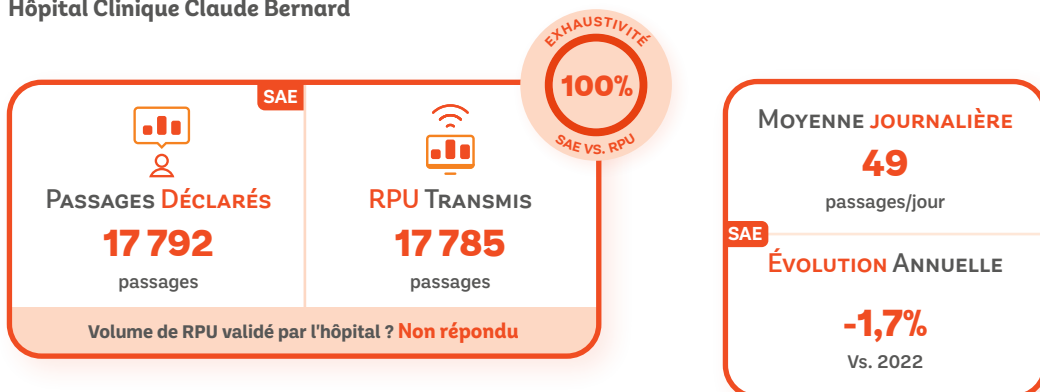 Hôpital Clinique Claude Bernard
EXHAUSTIVITÉ
100%
SAE VS. RPU
SAE
PASSAGES DÉCLARÉS
17 792
passages
RPU TRANSMIS
17 785
passages
Volume de RPU validé par l'hôpital ? Non répondu
MOYENNE JOURNALIÈRE
49
passages/jour
SAE
ÉVOLUTION ANNUELLE
-1,7%
Vs. 2022